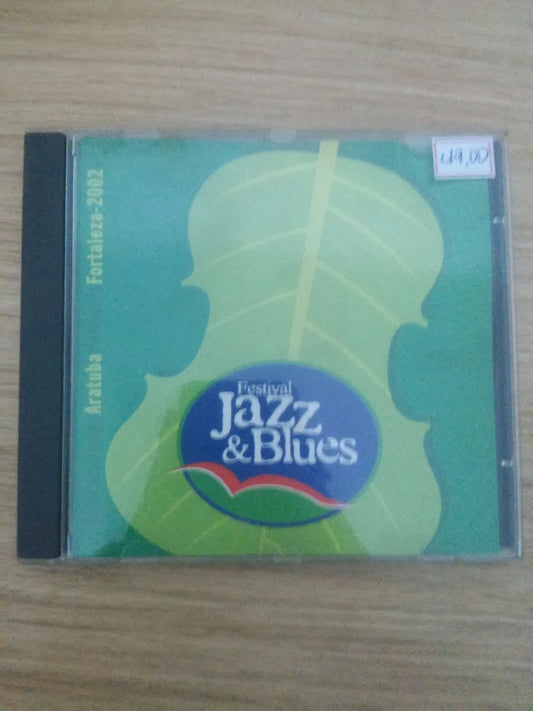 49,00
Aratuba
Fortaleza-2002
Festival
Jazz
&Blues